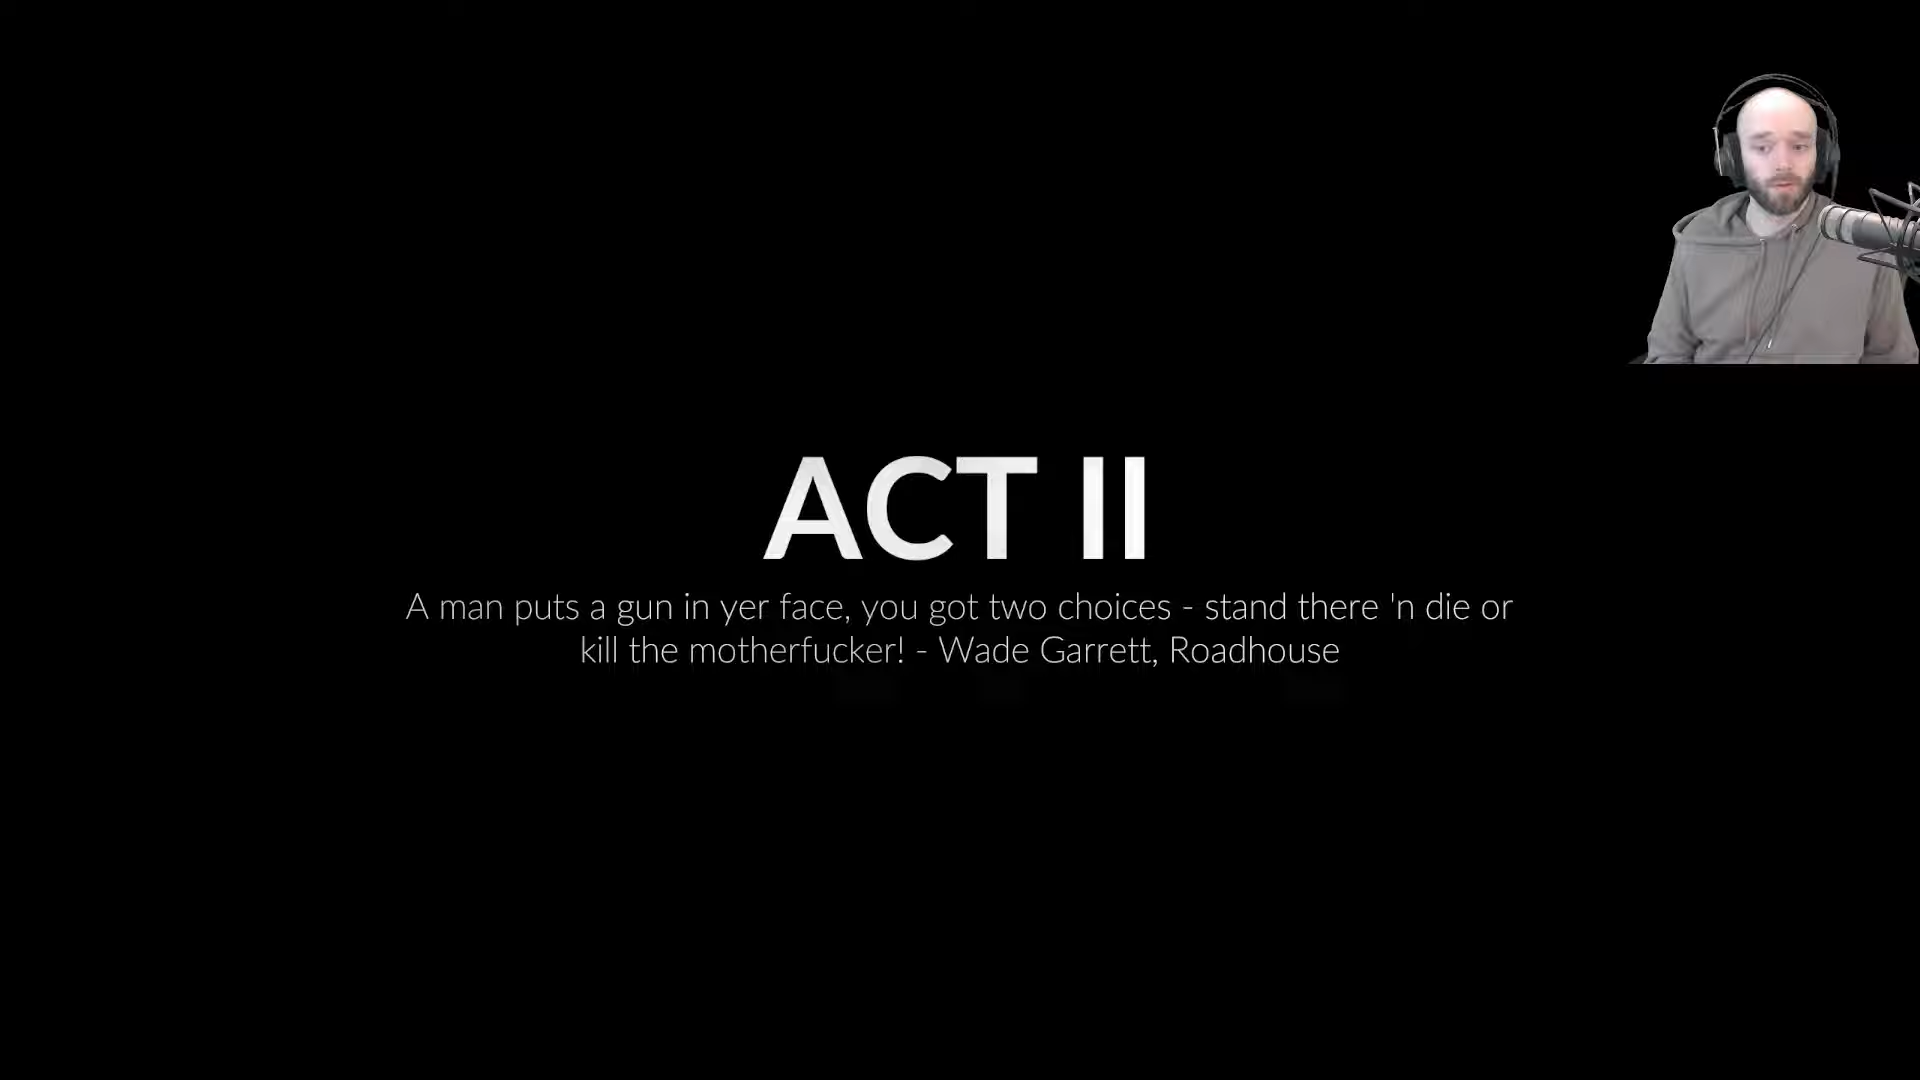 ACT II
A man puts a gun in yer face, you got two choices - stand there 'n die or
kill the motherfucker! - Wade Garrett, Roadhouse